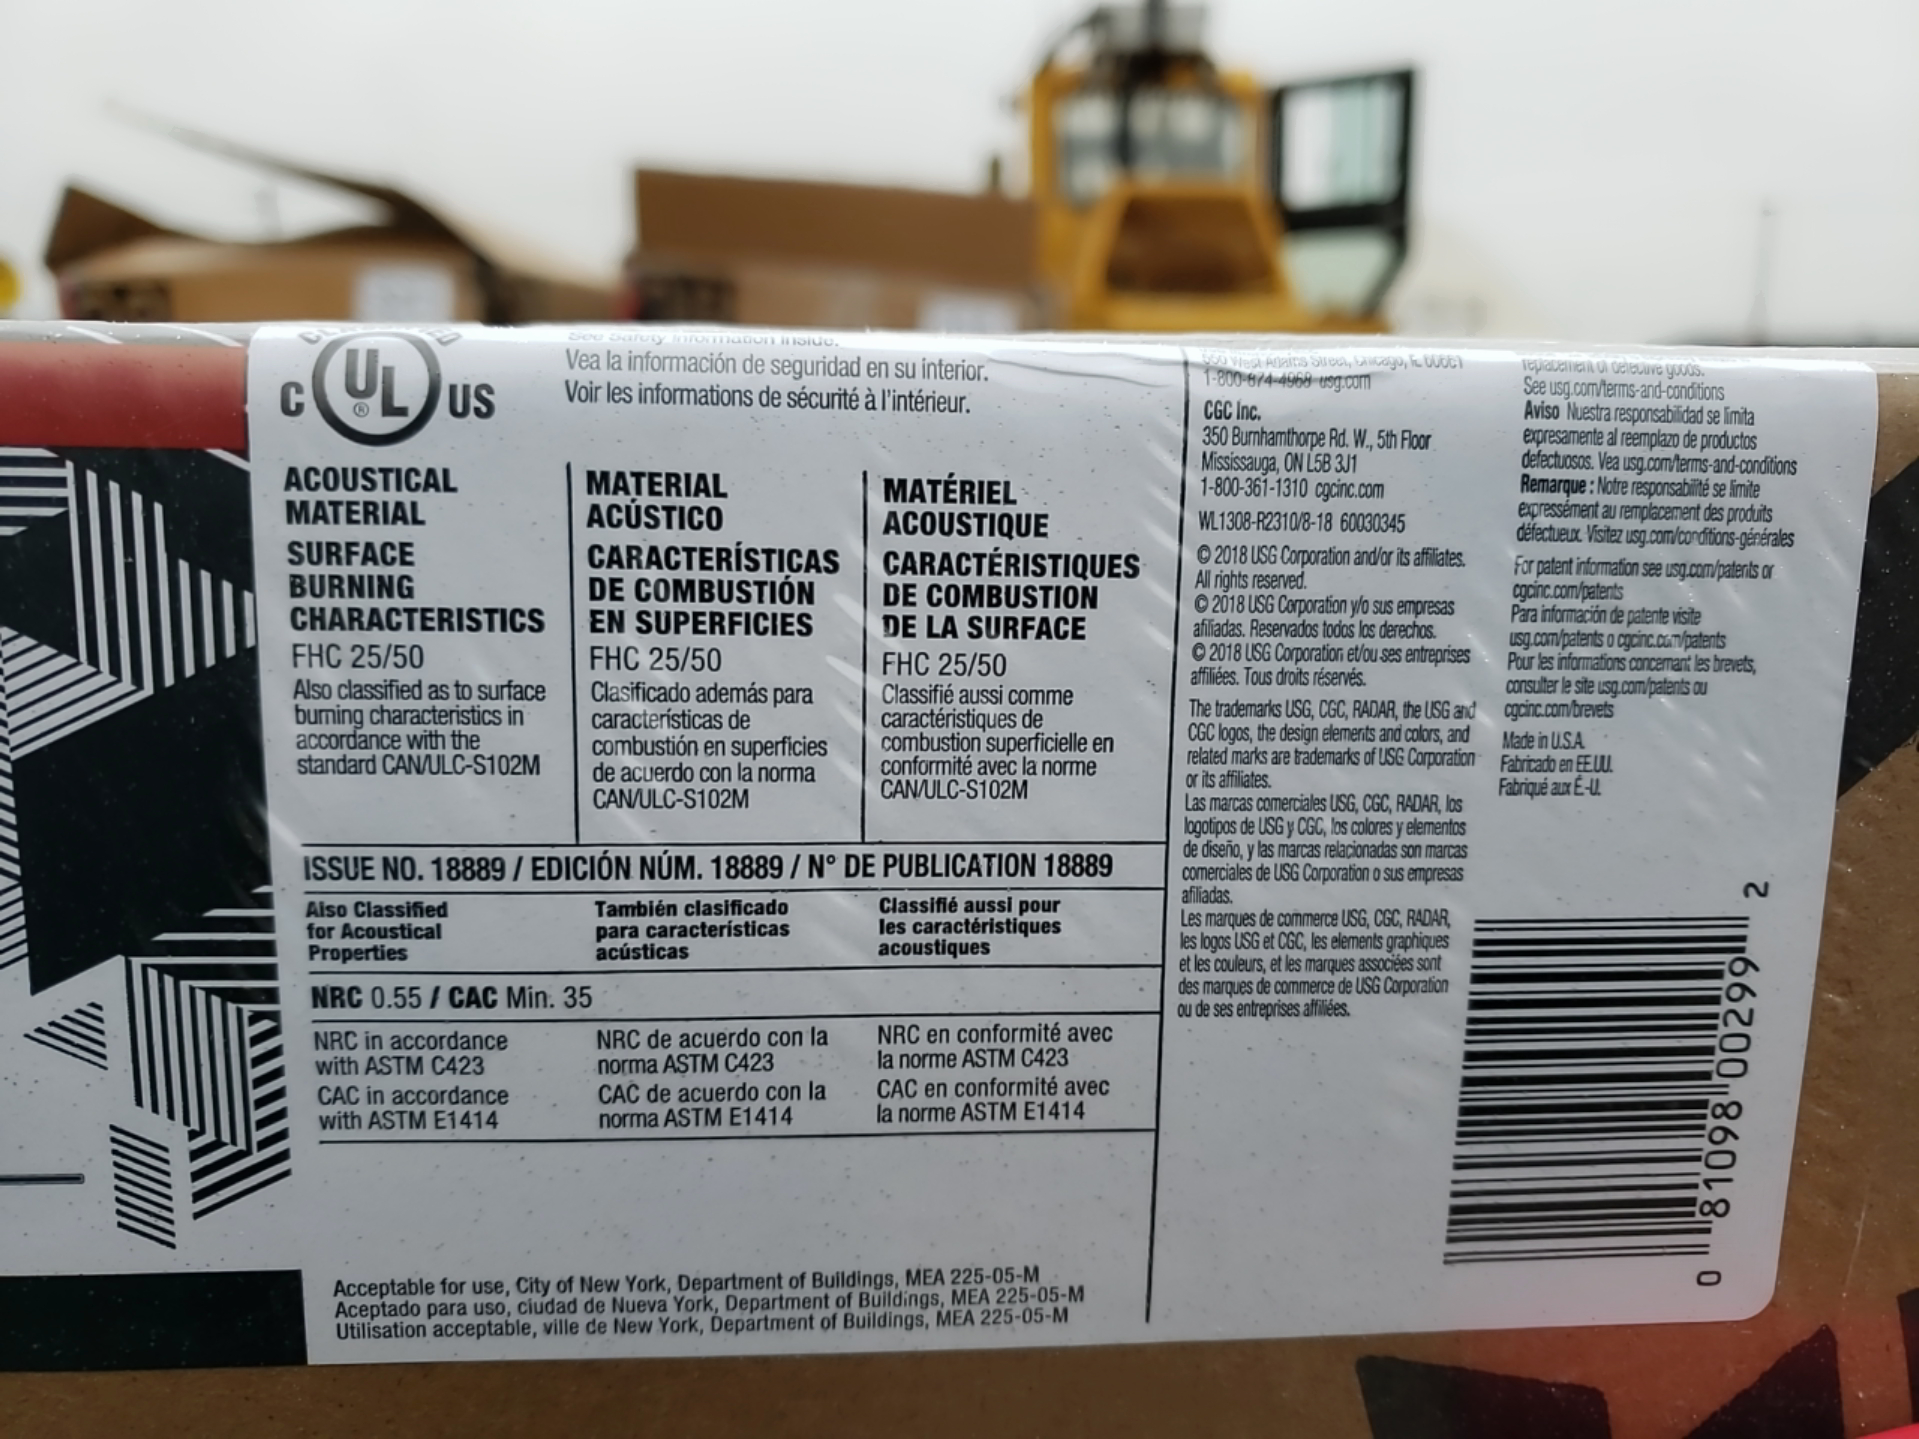 CLASSIFIED
C UL ® US
See Safety Information Inside.
Vea la información de seguridad en su interior.
Voir les informations de sécurité à l'intérieur.
ACOUSTICAL
MATERIAL
SURFACE
BURNING
CHARACTERISTICS
FHC 25/50
Also classified as to surface
burning characteristics in
accordance with the
standard CAN/ULC-S102M
MATERIAL
ACÚSTICO
CARACTERÍSTICAS
DE COMBUSTIÓN
EN SUPERFICIES
FHC 25/50
Clasificado además para
características de
combustión en superficies
de acuerdo con la norma
CAN/ULC-S102M
MATÉRIEL
ACOUSTIQUE
CARACTÉRISTIQUES
DE COMBUSTION
DE LA SURFACE
FHC 25/50
Classifié aussi comme
caractéristiques de
combustion superficielle en
conformité avec la norme
CAN/ULC-S102M
ISSUE NO. 18889 / EDICIÓN NÚM. 18889 / N° DE PUBLICATION 18889
Also Classified
for Acoustical
Properties
También clasificado
para características
acústicas
Classifié aussi pour
les caractéristiques
acoustiques
NRC 0.55 / CAC Min. 35
NRC in accordance
with ASTM C423
CAC in accordance
with ASTM E1414
NRC de acuerdo con la
norma ASTM C423
CAC de acuerdo con la
norma ASTM E1414
NRC en conformité avec
la norme ASTM C423
CAC en conformité avec
la norme ASTM E1414
Acceptable for use, City of New York, Department of Buildings, MEA 225-05-M
Aceptado para uso, ciudad de Nueva York, Department of Buildings, MEA 225-05-M
Utilisation acceptable, ville de New York, Department of Buildings, MEA 225-05-M
550 West Adams Street, Chicago, IL 60661
1-800-874-4968 usg.com
CGC Inc.
350 Burnhamthorpe Rd. W., 5th Floor
Mississauga, ON L5B 3J1
1-800-361-1310 cgcinc.com
WL1308-R2310/8-18 60030345
© 2018 USG Corporation and/or its affiliates.
All rights reserved.
© 2018 USG Corporation y/o sus empresas
afiliadas. Reservados todos los derechos.
© 2018 USG Corporation et/ou ses entreprises
affiliées. Tous droits réservés.
The trademarks USG, CGC, RADAR, the USG and
CGC logos, the design elements and colors, and
related marks are trademarks of USG Corporation
or its affiliates.
Las marcas comerciales USG, CGC, RADAR, los
logotipos de USG y CGC, los colores y elementos
de diseño, y las marcas relacionadas son marcas
comerciales de USG Corporation o sus empresas
afiliadas.
Les marques de commerce USG, CGC, RADAR,
les logos USG et CGC, les elements graphiques
et les couleurs, et les marques associées sont
des marques de commerce de USG Corporation
ou de ses entreprises affiliées.
replacement of defective goods.
See usg.com/terms-and-conditions
Aviso Nuestra responsabilidad se limita
expresamente al reemplazo de productos
defectuosos. Vea usg.com/terms-and-conditions
Remarque : Notre responsabilité se limite
expressément au remplacement des produits
défectueux. Visitez usg.com/conditions-générales
For patent information see usg.com/patents or
cgcinc.com/patents
Para información de patente visite
usg.com/patents o cgcinc.com/patents
Pour les informations concernant les brevets,
consulter le site usg.com/patents ou
cgcinc.com/brevets
Made in U.S.A.
Fabricado en EE.UU.
Fabriqué aux É.-U.
0 81098 00299 2